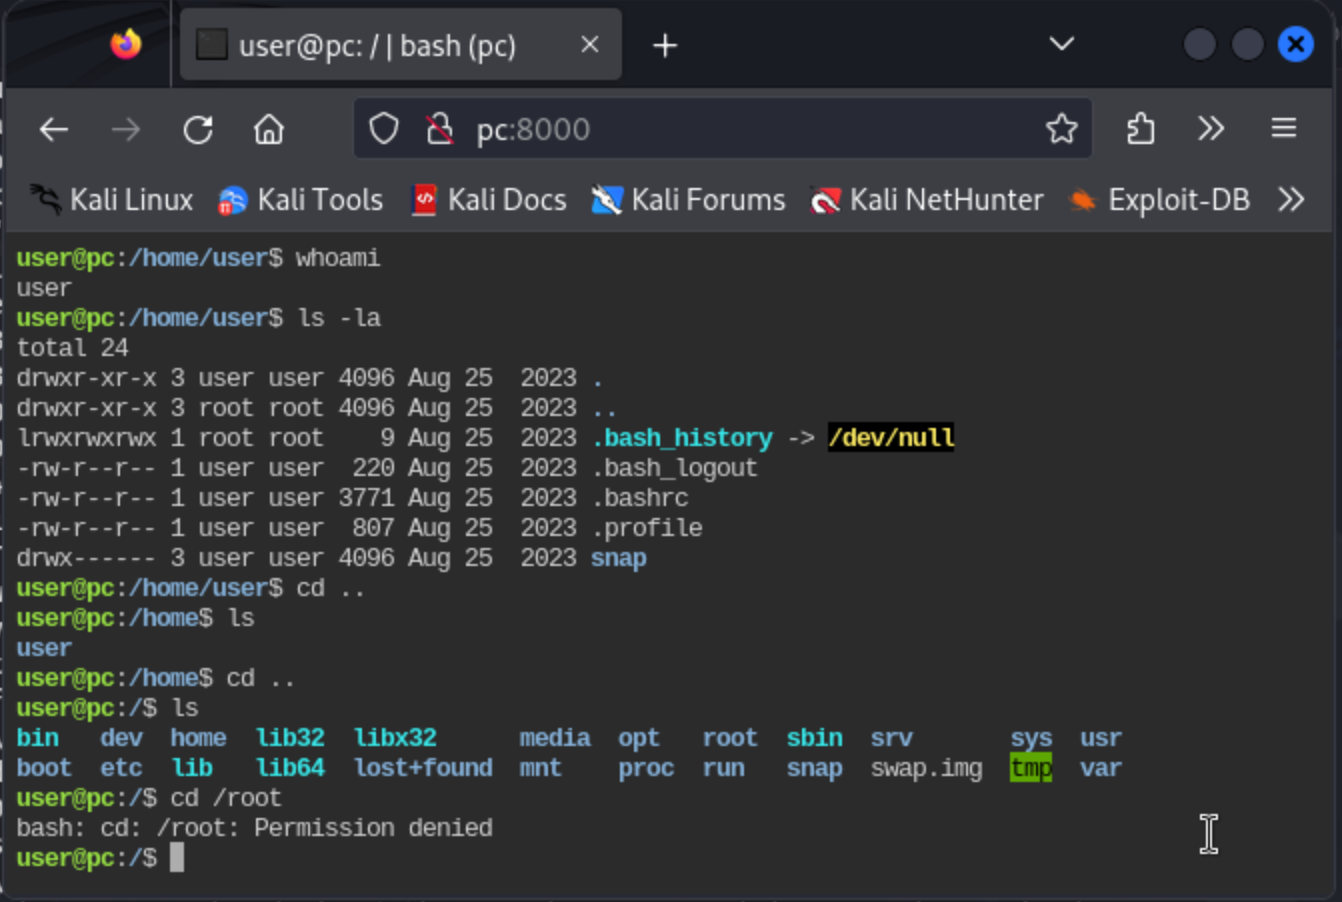 user@pc: / | bash (pc)
pc:8000
Kali Linux Kali Tools Kali Docs Kali Forums Kali NetHunter Exploit-DB
user@pc:/home/user$ whoami
user
user@pc:/home/user$ ls -la
total 24
drwxr-xr-x 3 user user 4096 Aug 25  2023 .
drwxr-xr-x 3 root root 4096 Aug 25  2023 ..
lrwxrwxrwx 1 root root    9 Aug 25  2023 .bash_history -> /dev/null
-rw-r--r-- 1 user user  220 Aug 25  2023 .bash_logout
-rw-r--r-- 1 user user 3771 Aug 25  2023 .bashrc
-rw-r--r-- 1 user user  807 Aug 25  2023 .profile
drwx------ 3 user user 4096 Aug 25  2023 snap
user@pc:/home/user$ cd ..
user@pc:/home$ ls
user
user@pc:/home$ cd ..
user@pc:/$ ls
bin   dev  home  lib32  libx32      media  opt   root  sbin  srv       sys  usr
boot  etc  lib   lib64  lost+found  mnt    proc  run   snap  swap.img  tmp  var
user@pc:/$ cd /root
bash: cd: /root: Permission denied
user@pc:/$